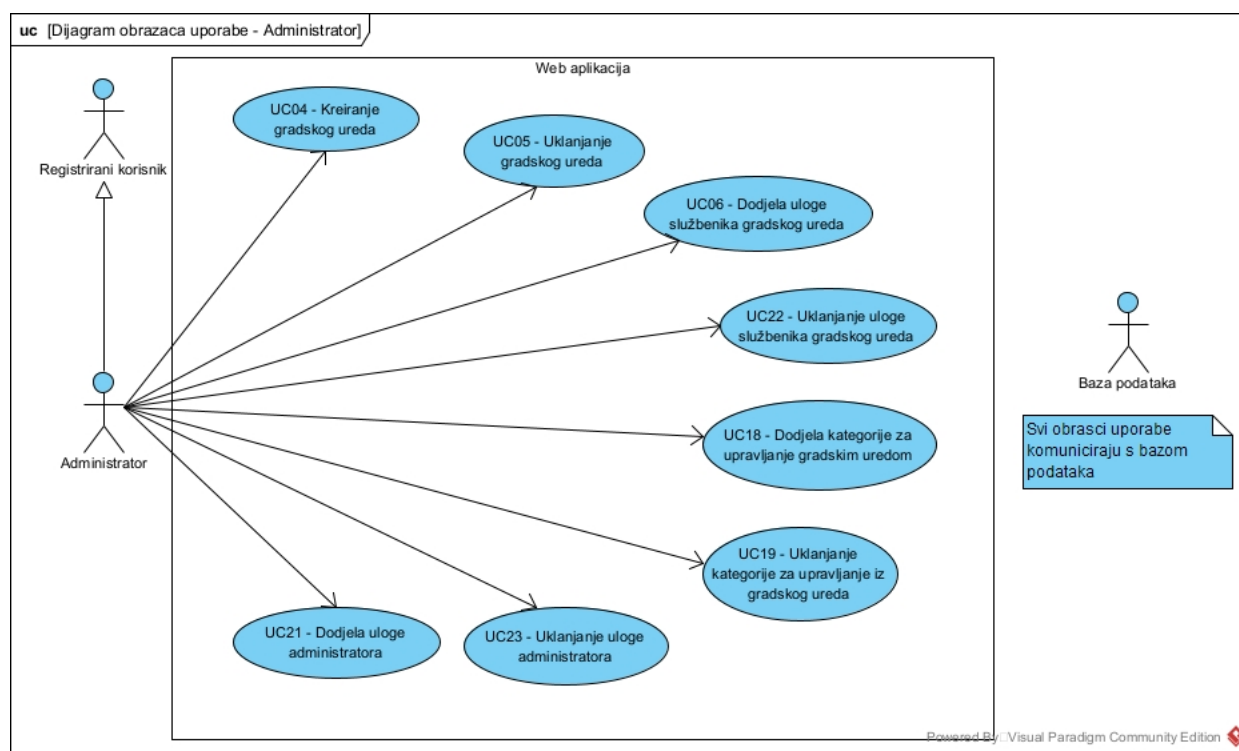 uc [Dijagram obrazaca uporabe - Administrator]
Web aplikacija
Registrirani korisnik
UC04 - Kreiranje
gradskog ureda
UC05 - Uklanjanje
gradskog ureda
UC06 - Dodjela uloge
službenika gradskog ureda
UC22 - Uklanjanje uloge
službenika gradskog ureda
Baza podataka
Administrator
UC18 - Dodjela kategorije za
upravljanje gradskim uredom
Svi obrasci uporabe
komuniciraju s bazom
podataka
UC19 - Uklanjanje
kategorije za upravljanje iz
gradskog ureda
UC21 - Dodjela uloge
administratora
UC23 - Uklanjanje uloge
administratora
Powered By Visual Paradigm Community Edition